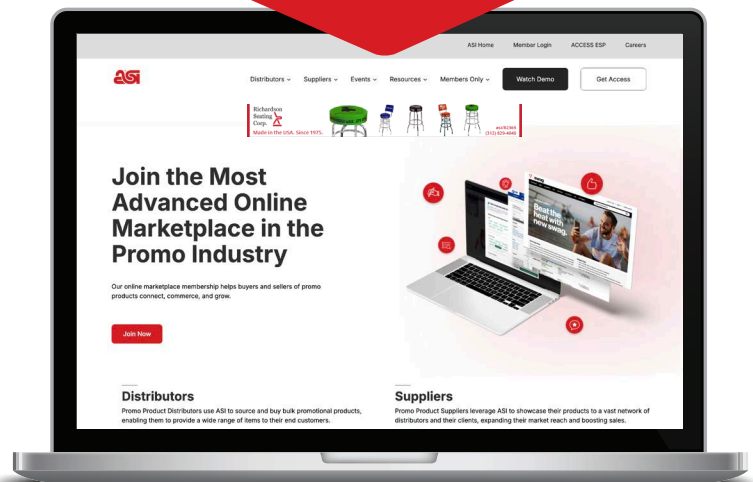 ASI Home Member Login ACCESS ESP Careers
asi Distributors Suppliers Events Resources Members Only Watch Demo Get Access
Richardson
Seating
Corp.
Made in the USA. Since 1975.
asi/82364
(312) 829-4040
Join the Most
Advanced Online
Marketplace in the
Promo Industry
Our online marketplace membership helps buyers and sellers of promo
products connect, commerce, and grow.
Join Now
Beat the
heat with
new swag.
Distributors
Promo Product Distributors use ASI to source and buy bulk promotional products,
enabling them to provide a wide range of items to their end customers.
Suppliers
Promo Product Suppliers leverage ASI to showcase their products to a vast network of
distributors and their clients, expanding their market reach and boosting sales.